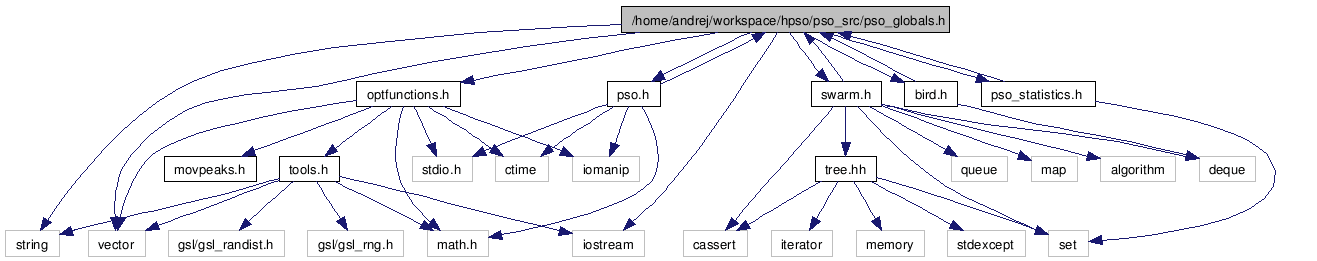 /home/andrej/workspace/hpso/pso_src/pso_globals.h
optfunctions.h
pso.h
swarm.h
bird.h
pso_statistics.h
movpeaks.h
tools.h
stdio.h
ctime
iomanip
tree.hh
queue
map
algorithm
deque
string
vector
gsl/gsl_randist.h
gsl/gsl_rng.h
math.h
iostream
cassert
iterator
memory
stdexcept
set